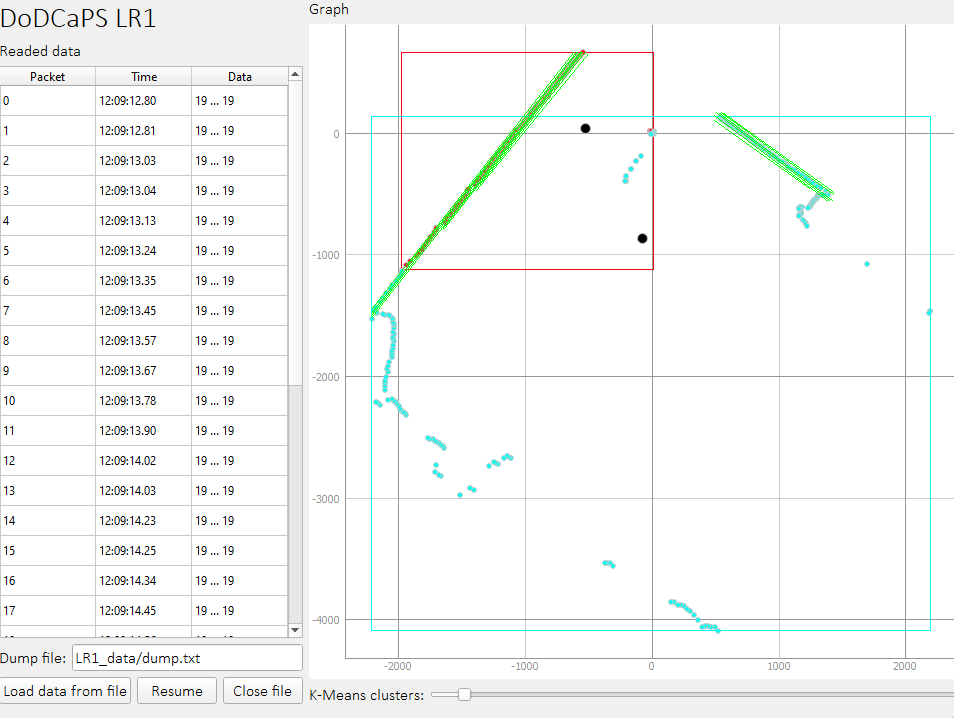 DoDCaPS LR1
Graph
Readed data
Packet Time Data
0 12:09:12.80 19 ... 19
1 12:09:12.81 19 ... 19
2 12:09:13.03 19 ... 19
3 12:09:13.04 19 ... 19
4 12:09:13.13 19 ... 19
5 12:09:13.24 19 ... 19
6 12:09:13.35 19 ... 19
7 12:09:13.45 19 ... 19
8 12:09:13.57 19 ... 19
9 12:09:13.67 19 ... 19
10 12:09:13.78 19 ... 19
11 12:09:13.90 19 ... 19
12 12:09:14.02 19 ... 19
13 12:09:14.03 19 ... 19
14 12:09:14.23 19 ... 19
15 12:09:14.25 19 ... 19
16 12:09:14.34 19 ... 19
17 12:09:14.45 19 ... 19
Dump file: LR1_data/dump.txt
Load data from file Resume Close file
0
-1000
-2000
-3000
-4000
-2000 -1000 0 1000 2000
K-Means clusters: